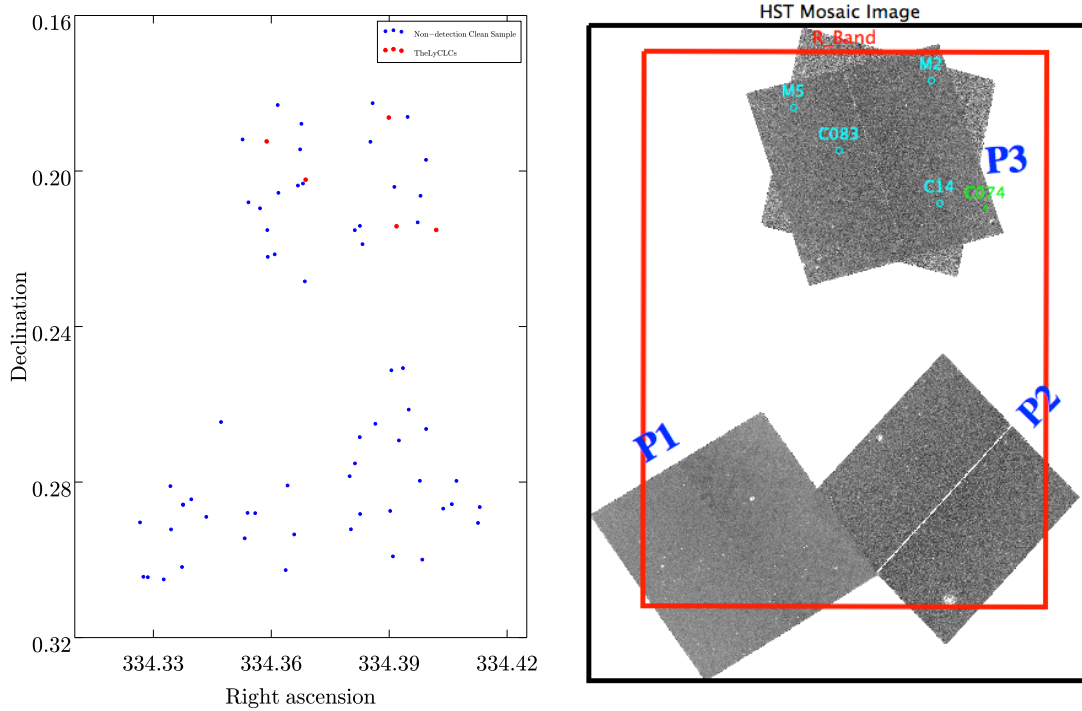 0.16
0.20
0.24
0.28
0.32
Declination
Non−detection Clean Sample
TheLyCLCs
334.33
334.36
334.39
334.42
Right ascension
HST Mosaic Image
R_Band
M2
M5
C083
P3
C14
C074
P1
P2